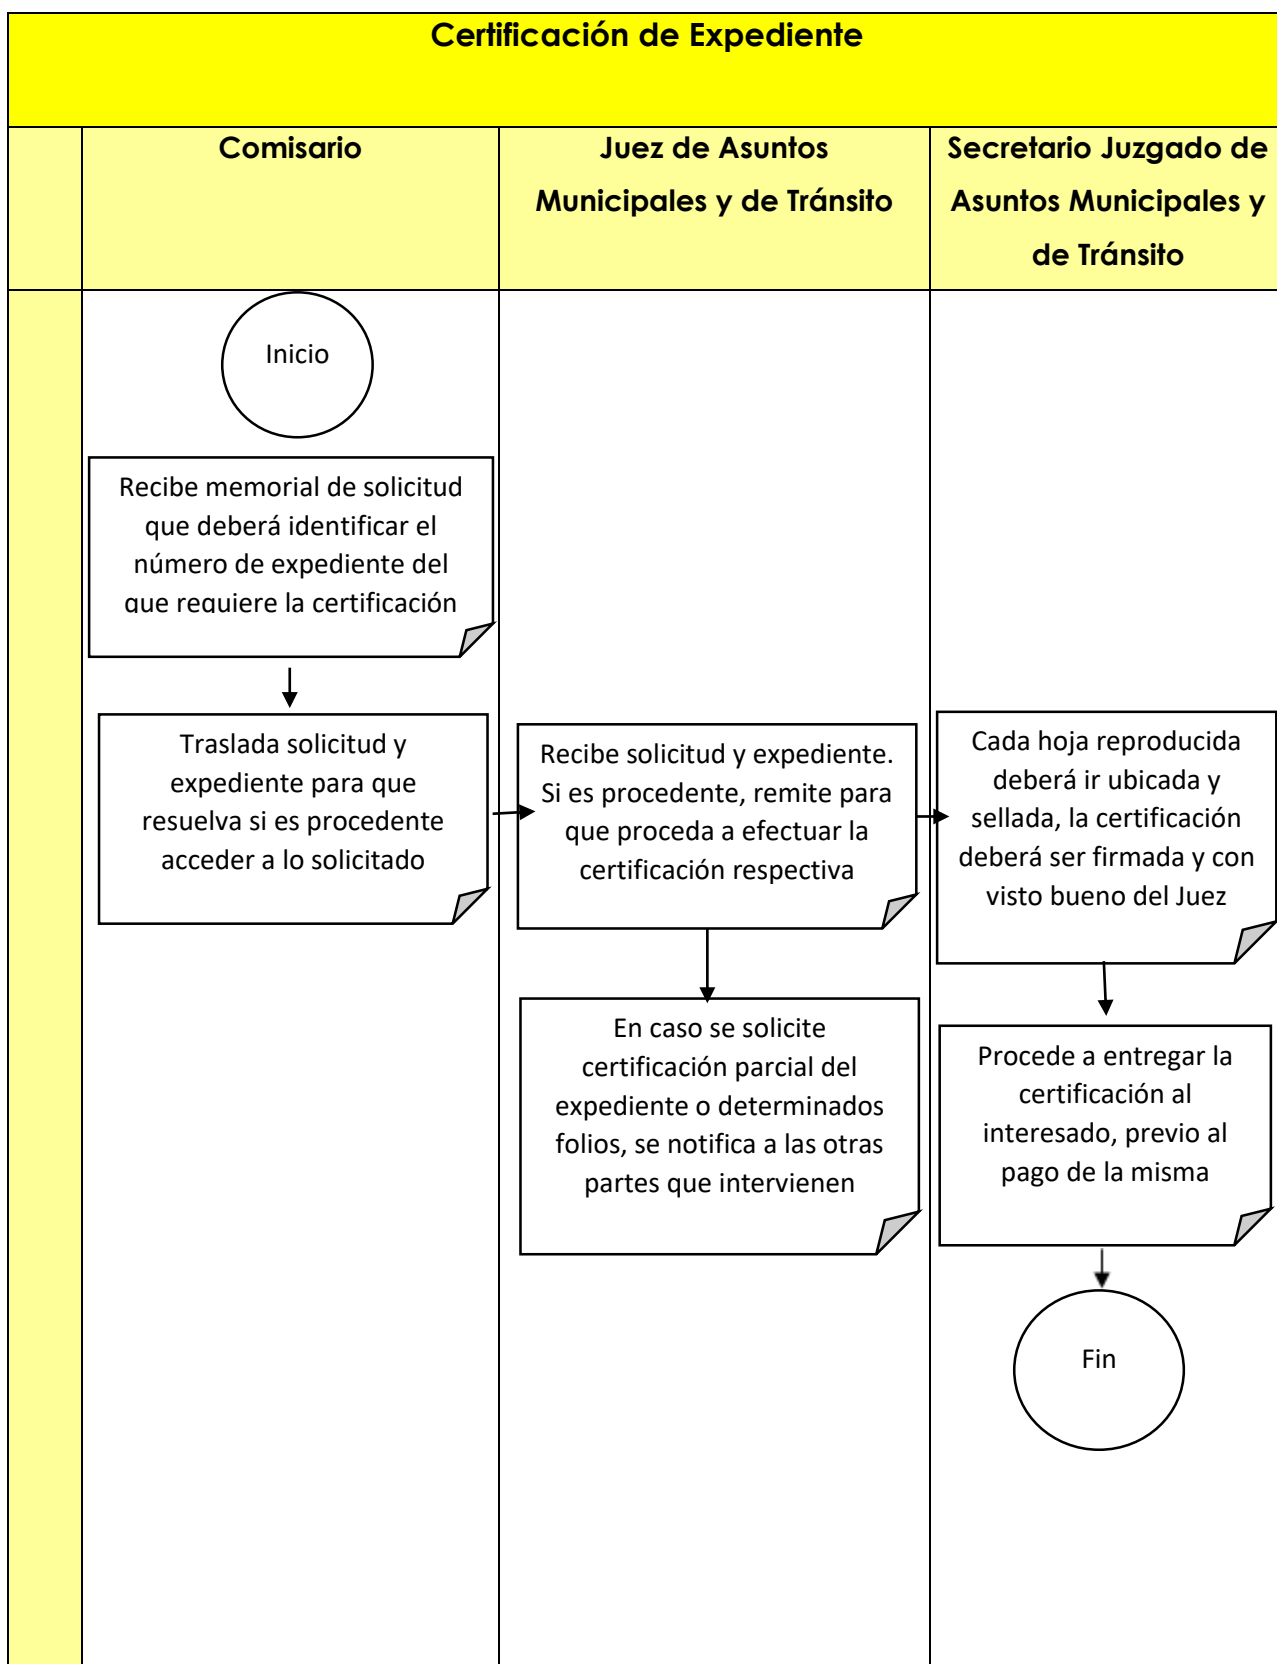 Certificación de Expediente
Comisario
Juez de Asuntos
Municipales y de Tránsito
Secretario Juzgado de
Asuntos Municipales y
de Tránsito
Inicio
Recibe memorial de solicitud
que deberá identificar el
número de expediente del
que requiere la certificación
Traslada solicitud y
expediente para que
resuelva si es procedente
acceder a lo solicitado
Recibe solicitud y expediente.
Si es procedente, remite para
que proceda a efectuar la
certificación respectiva
Cada hoja reproducida
deberá ir ubicada y
sellada, la certificación
deberá ser firmada y con
visto bueno del Juez
En caso se solicite
certificación parcial del
expediente o determinados
folios, se notifica a las otras
partes que intervienen
Procede a entregar la
certificación al
interesado, previo al
pago de la misma
Fin